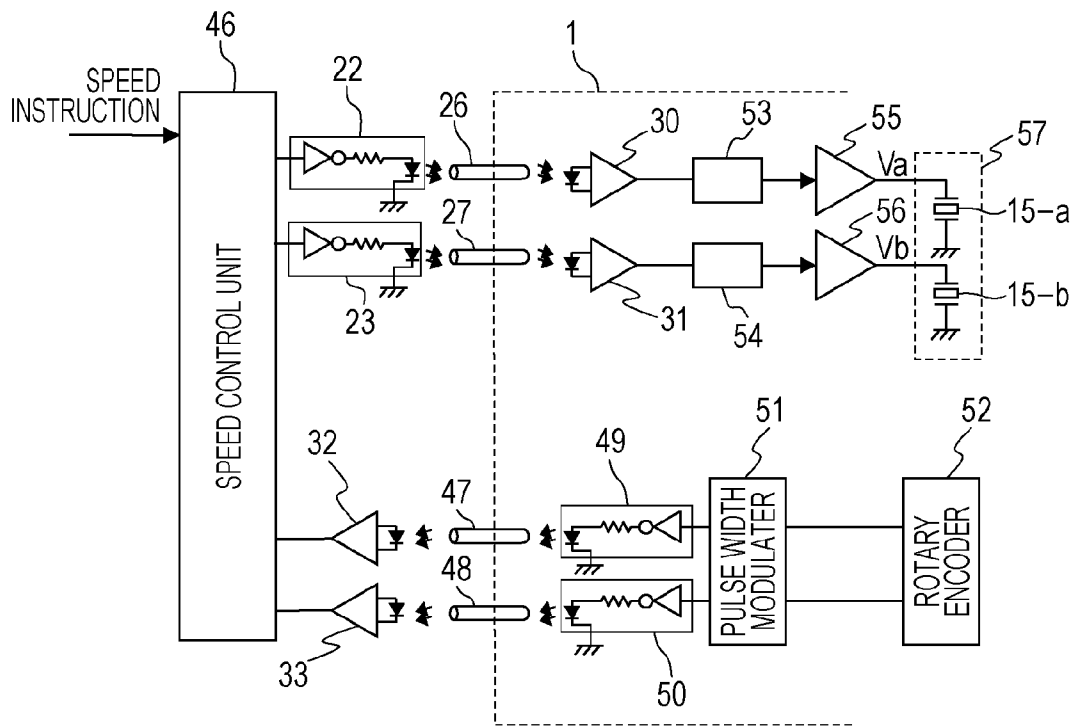 46
SPEED
INSTRUCTION
22
26
1
30
53
55
57
Va
15-a
27
56
Vb
15-b
23
31
54
SPEED CONTROL UNIT
32
47
49
51
52
48
PULSE WIDTH
MODULATER
ROTARY
ENCODER
33
50